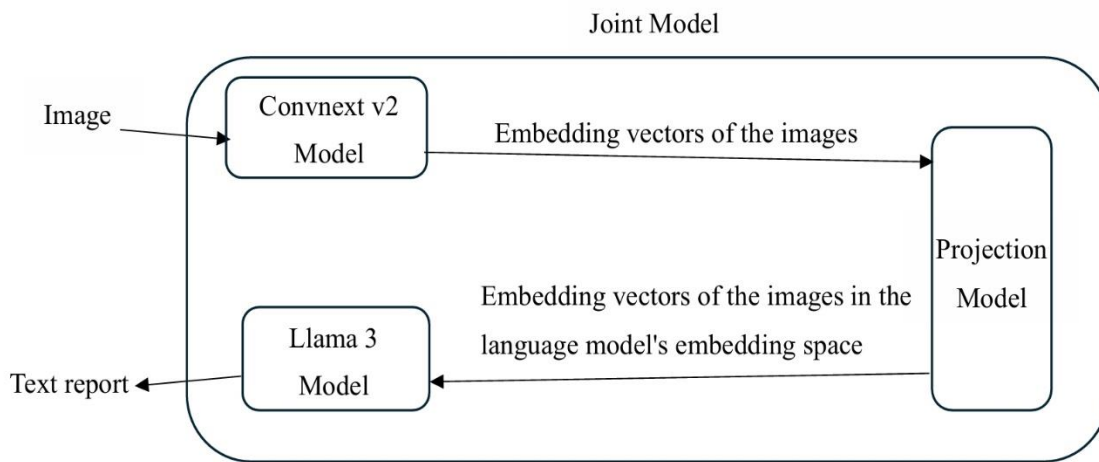 Joint Model
Image
Convnext v2
Model
Embedding vectors of the images
Projection
Model
Embedding vectors of the images in the
language model's embedding space
Llama 3
Model
Text report